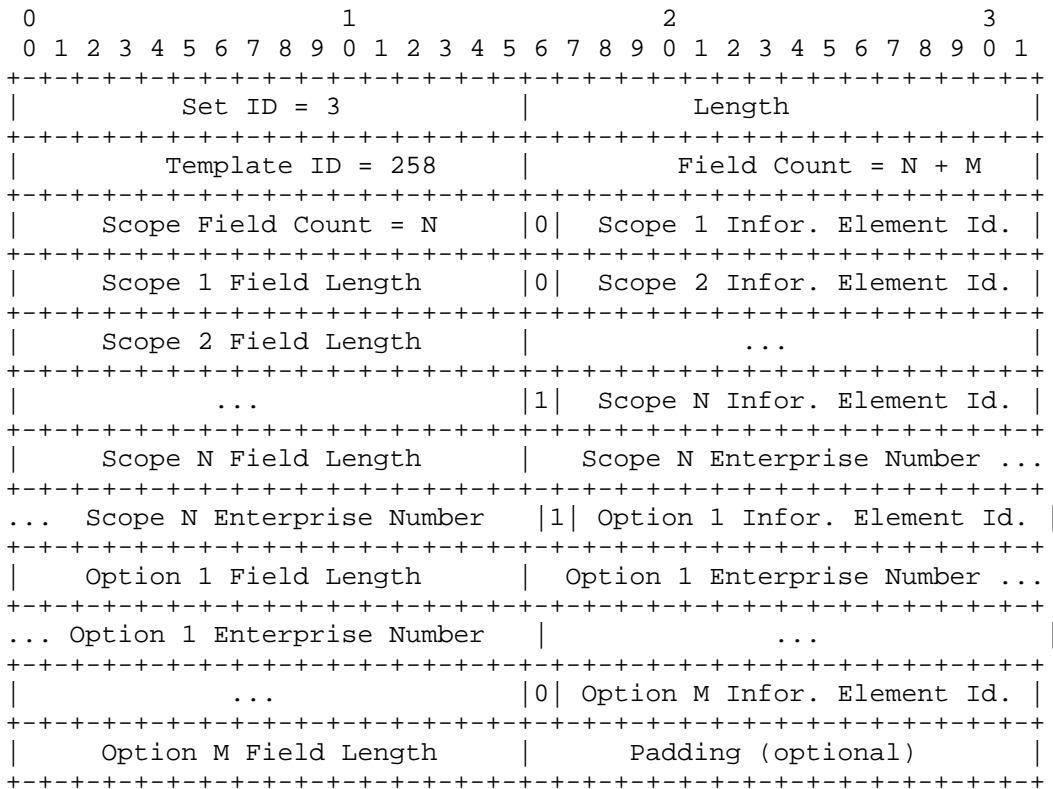 0                   1                   2                   3
 0 1 2 3 4 5 6 7 8 9 0 1 2 3 4 5 6 7 8 9 0 1 2 3 4 5 6 7 8 9 0 1
+-+-+-+-+-+-+-+-+-+-+-+-+-+-+-+-+-+-+-+-+-+-+-+-+-+-+-+-+-+-+-+-+
|          Set ID = 3           |          Length               |
+-+-+-+-+-+-+-+-+-+-+-+-+-+-+-+-+-+-+-+-+-+-+-+-+-+-+-+-+-+-+-+-+
|         Template ID = 258     |         Field Count = N + M   |
+-+-+-+-+-+-+-+-+-+-+-+-+-+-+-+-+-+-+-+-+-+-+-+-+-+-+-+-+-+-+-+-+
|     Scope Field Count = N     |0|  Scope 1 Infor. Element Id. |
+-+-+-+-+-+-+-+-+-+-+-+-+-+-+-+-+-+-+-+-+-+-+-+-+-+-+-+-+-+-+-+-+
|     Scope 1 Field Length      |0|  Scope 2 Infor. Element Id. |
+-+-+-+-+-+-+-+-+-+-+-+-+-+-+-+-+-+-+-+-+-+-+-+-+-+-+-+-+-+-+-+-+
|     Scope 2 Field Length      |             ...               |
+-+-+-+-+-+-+-+-+-+-+-+-+-+-+-+-+-+-+-+-+-+-+-+-+-+-+-+-+-+-+-+-+
|            ...                |1|  Scope N Infor. Element Id. |
+-+-+-+-+-+-+-+-+-+-+-+-+-+-+-+-+-+-+-+-+-+-+-+-+-+-+-+-+-+-+-+-+
|     Scope N Field Length      |   Scope N Enterprise Number ...
+-+-+-+-+-+-+-+-+-+-+-+-+-+-+-+-+-+-+-+-+-+-+-+-+-+-+-+-+-+-+-+-+
...  Scope N Enterprise Number   |1| Option 1 Infor. Element Id. |
+-+-+-+-+-+-+-+-+-+-+-+-+-+-+-+-+-+-+-+-+-+-+-+-+-+-+-+-+-+-+-+-+
|    Option 1 Field Length      |  Option 1 Enterprise Number ...
+-+-+-+-+-+-+-+-+-+-+-+-+-+-+-+-+-+-+-+-+-+-+-+-+-+-+-+-+-+-+-+-+
... Option 1 Enterprise Number   |              ...              |
+-+-+-+-+-+-+-+-+-+-+-+-+-+-+-+-+-+-+-+-+-+-+-+-+-+-+-+-+-+-+-+-+
|             ...               |0| Option M Infor. Element Id. |
+-+-+-+-+-+-+-+-+-+-+-+-+-+-+-+-+-+-+-+-+-+-+-+-+-+-+-+-+-+-+-+-+
|     Option M Field Length     |      Padding (optional)       |
+-+-+-+-+-+-+-+-+-+-+-+-+-+-+-+-+-+-+-+-+-+-+-+-+-+-+-+-+-+-+-+-+